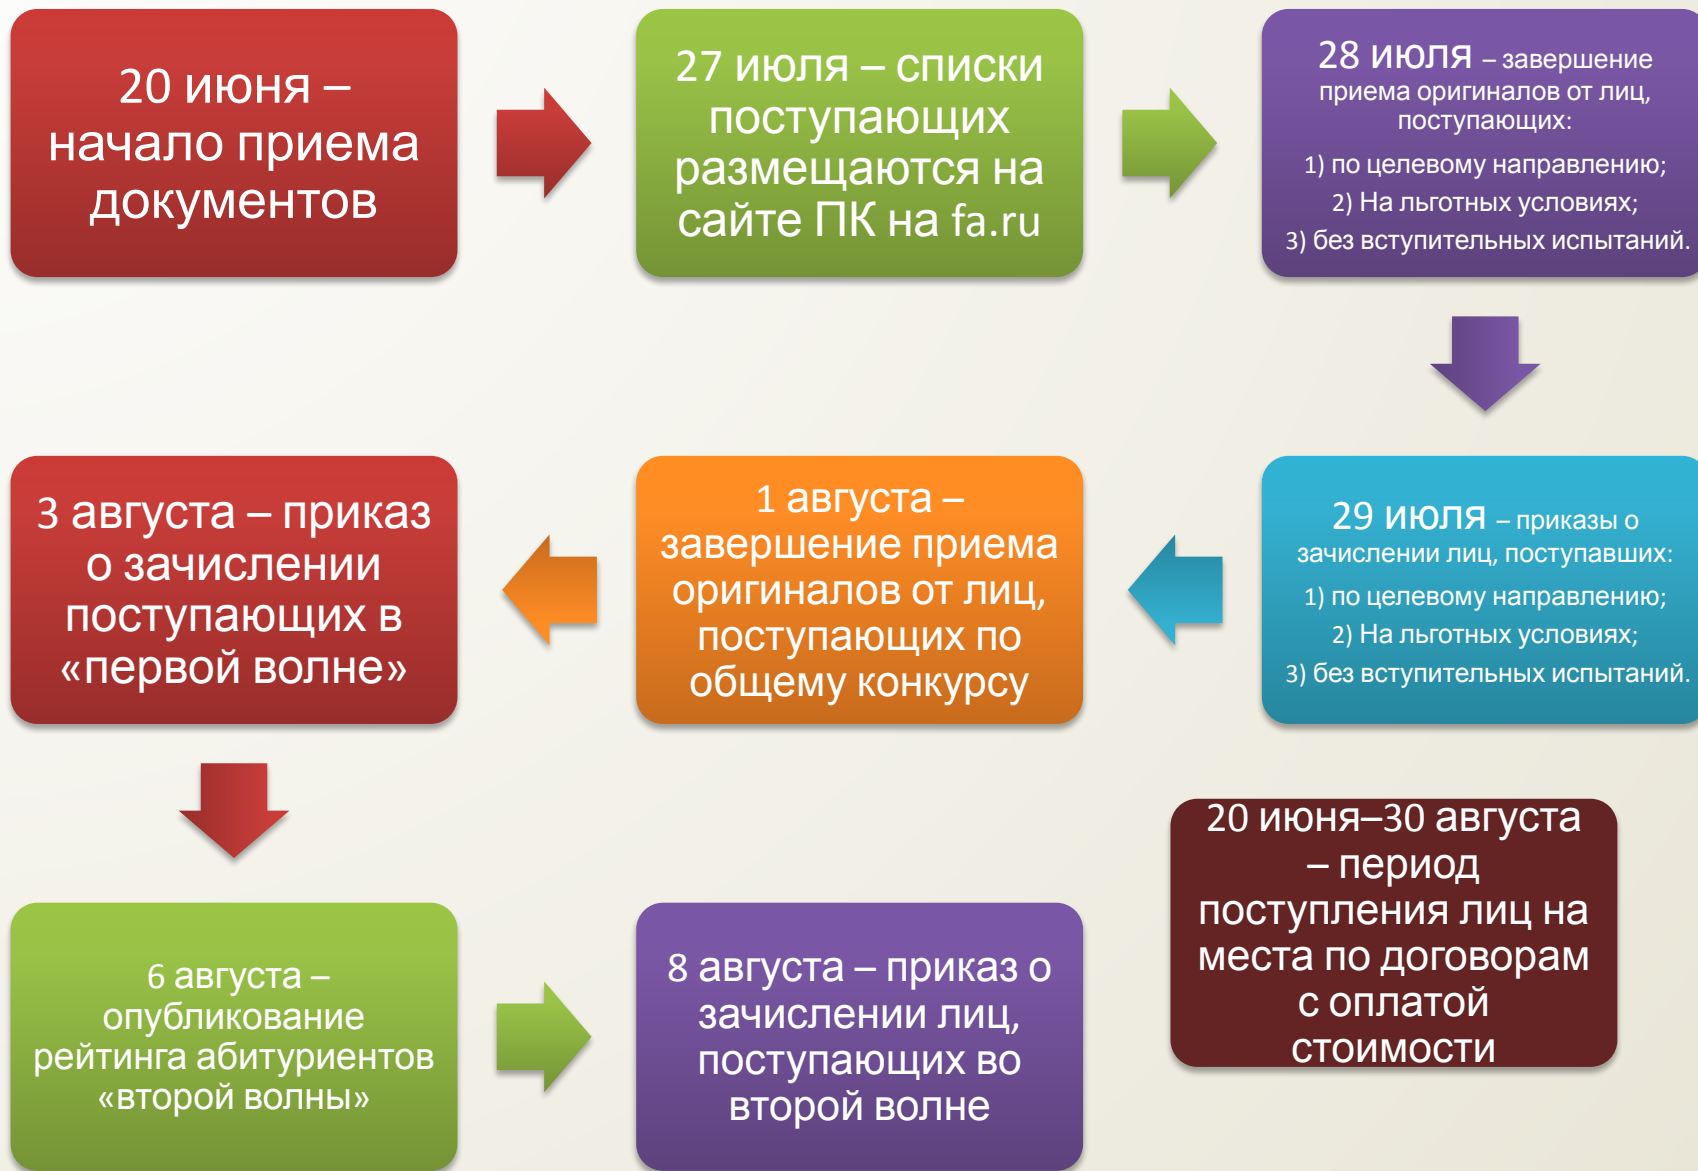 20 июня –
начало приема
документов
27 июля – списки
поступающих
размещаются на
сайте ПК на fa.ru
28 июля – завершение
приема оригиналов от лиц,
поступающих:
1) по целевому направлению;
2) На льготных условиях;
3) без вступительных испытаний.
29 июля – приказы о
зачислении лиц, поступавших:
1) по целевому направлению;
2) На льготных условиях;
3) без вступительных испытаний.
1 августа –
завершение приема
оригиналов от лиц,
поступающих по
общему конкурсу
3 августа – приказ
о зачислении
поступающих в
«первой волне»
6 августа –
опубликование
рейтинга абитуриентов
«второй волны»
8 августа – приказ о
зачислении лиц,
поступающих во
второй волне
20 июня–30 августа
– период
поступления лиц на
места по договорам
с оплатой
стоимости